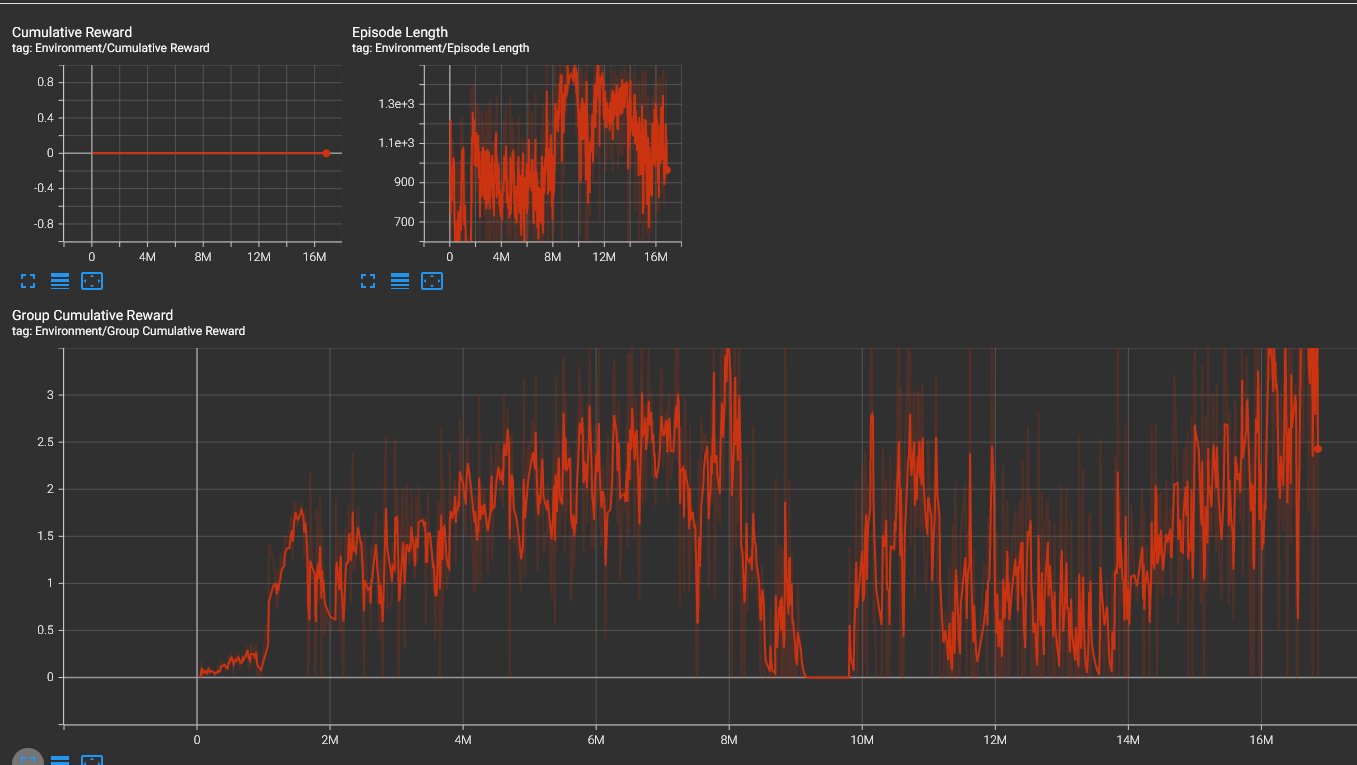 Cumulative Reward
tag: Environment/Cumulative Reward
0.8
0.4
0
-0.4
-0.8
0 4M 8M 12M 16M
Episode Length
tag: Environment/Episode Length
1.3e+3
1.1e+3
900
700
0 4M 8M 12M 16M
Group Cumulative Reward
tag: Environment/Group Cumulative Reward
3
2.5
2
1.5
1
0.5
0
0 2M 4M 6M 8M 10M 12M 14M 16M